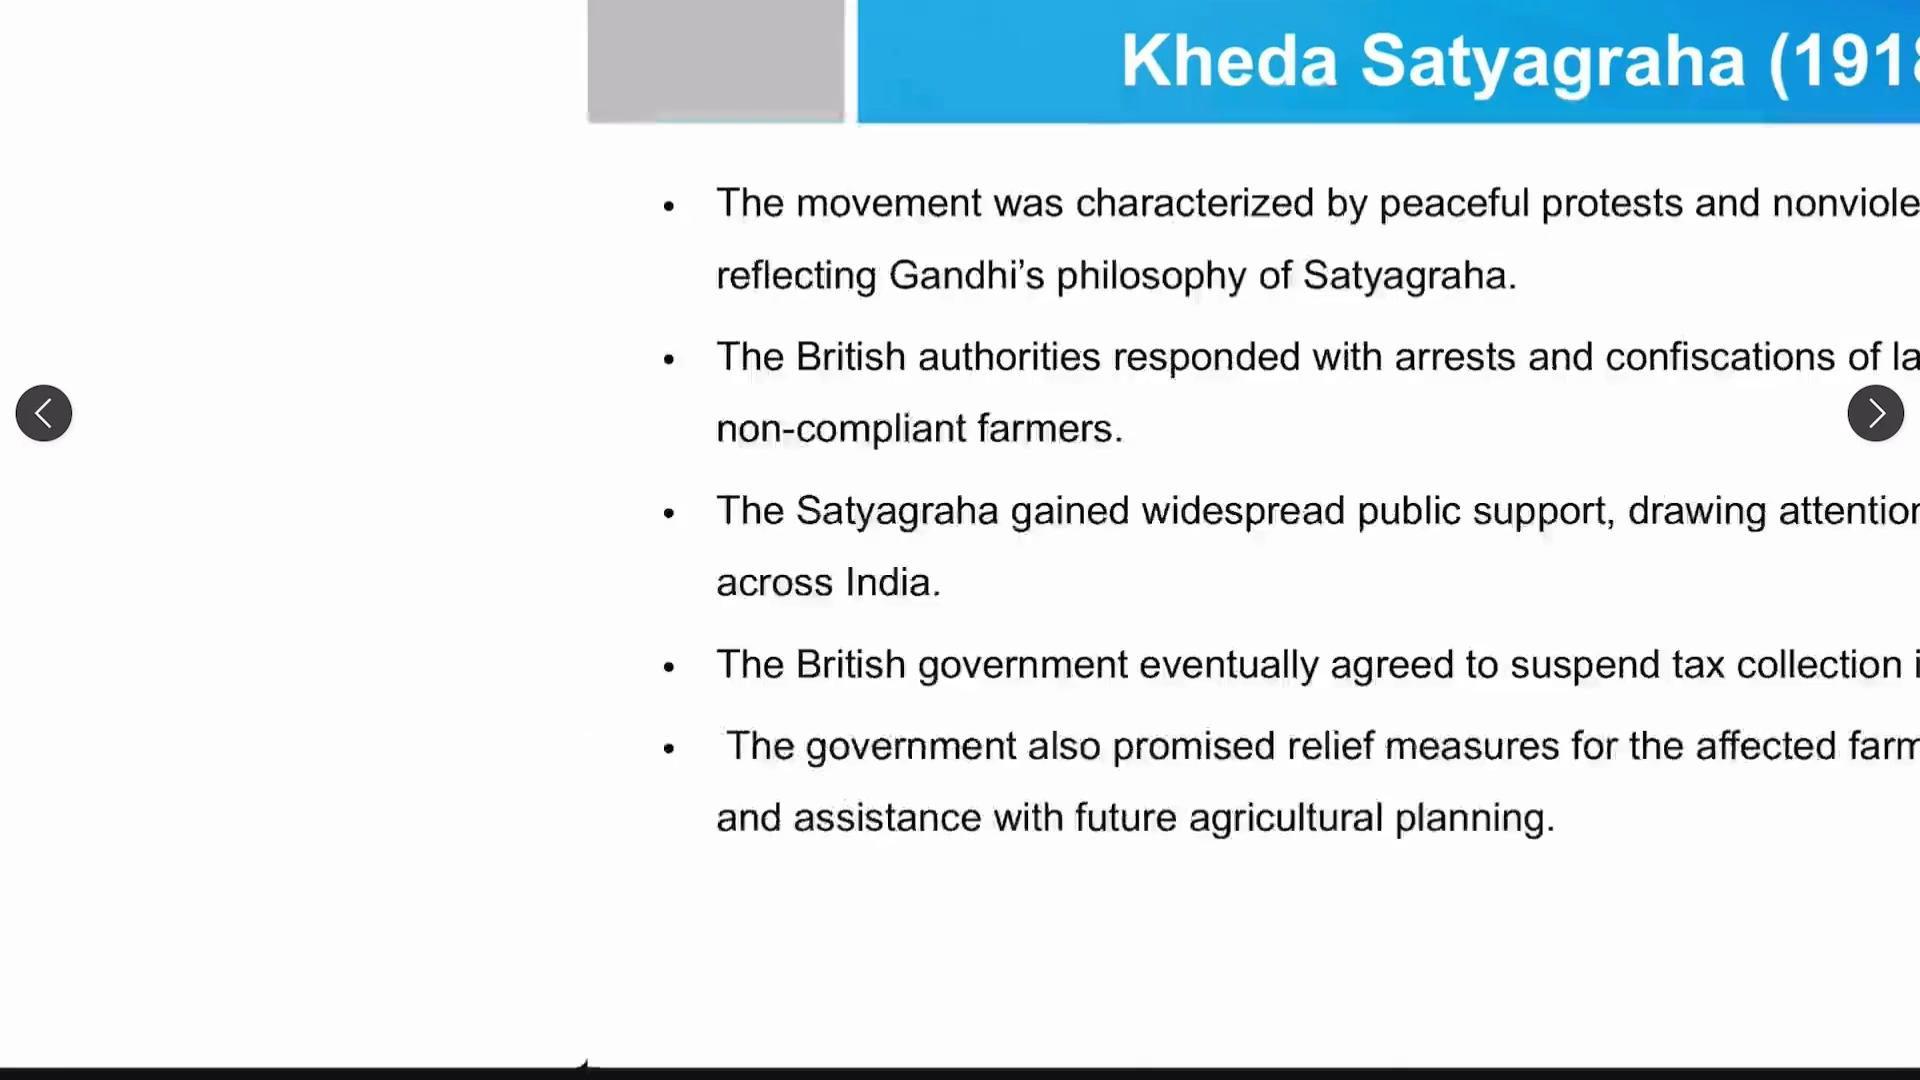 Kheda Satyagraha (1918
• The movement was characterized by peaceful protests and nonviole
reflecting Gandhi’s philosophy of Satyagraha.
• The British authorities responded with arrests and confiscations of la
non-compliant farmers.
• The Satyagraha gained widespread public support, drawing attention
across India.
• The British government eventually agreed to suspend tax collection i
• The government also promised relief measures for the affected farm
and assistance with future agricultural planning.